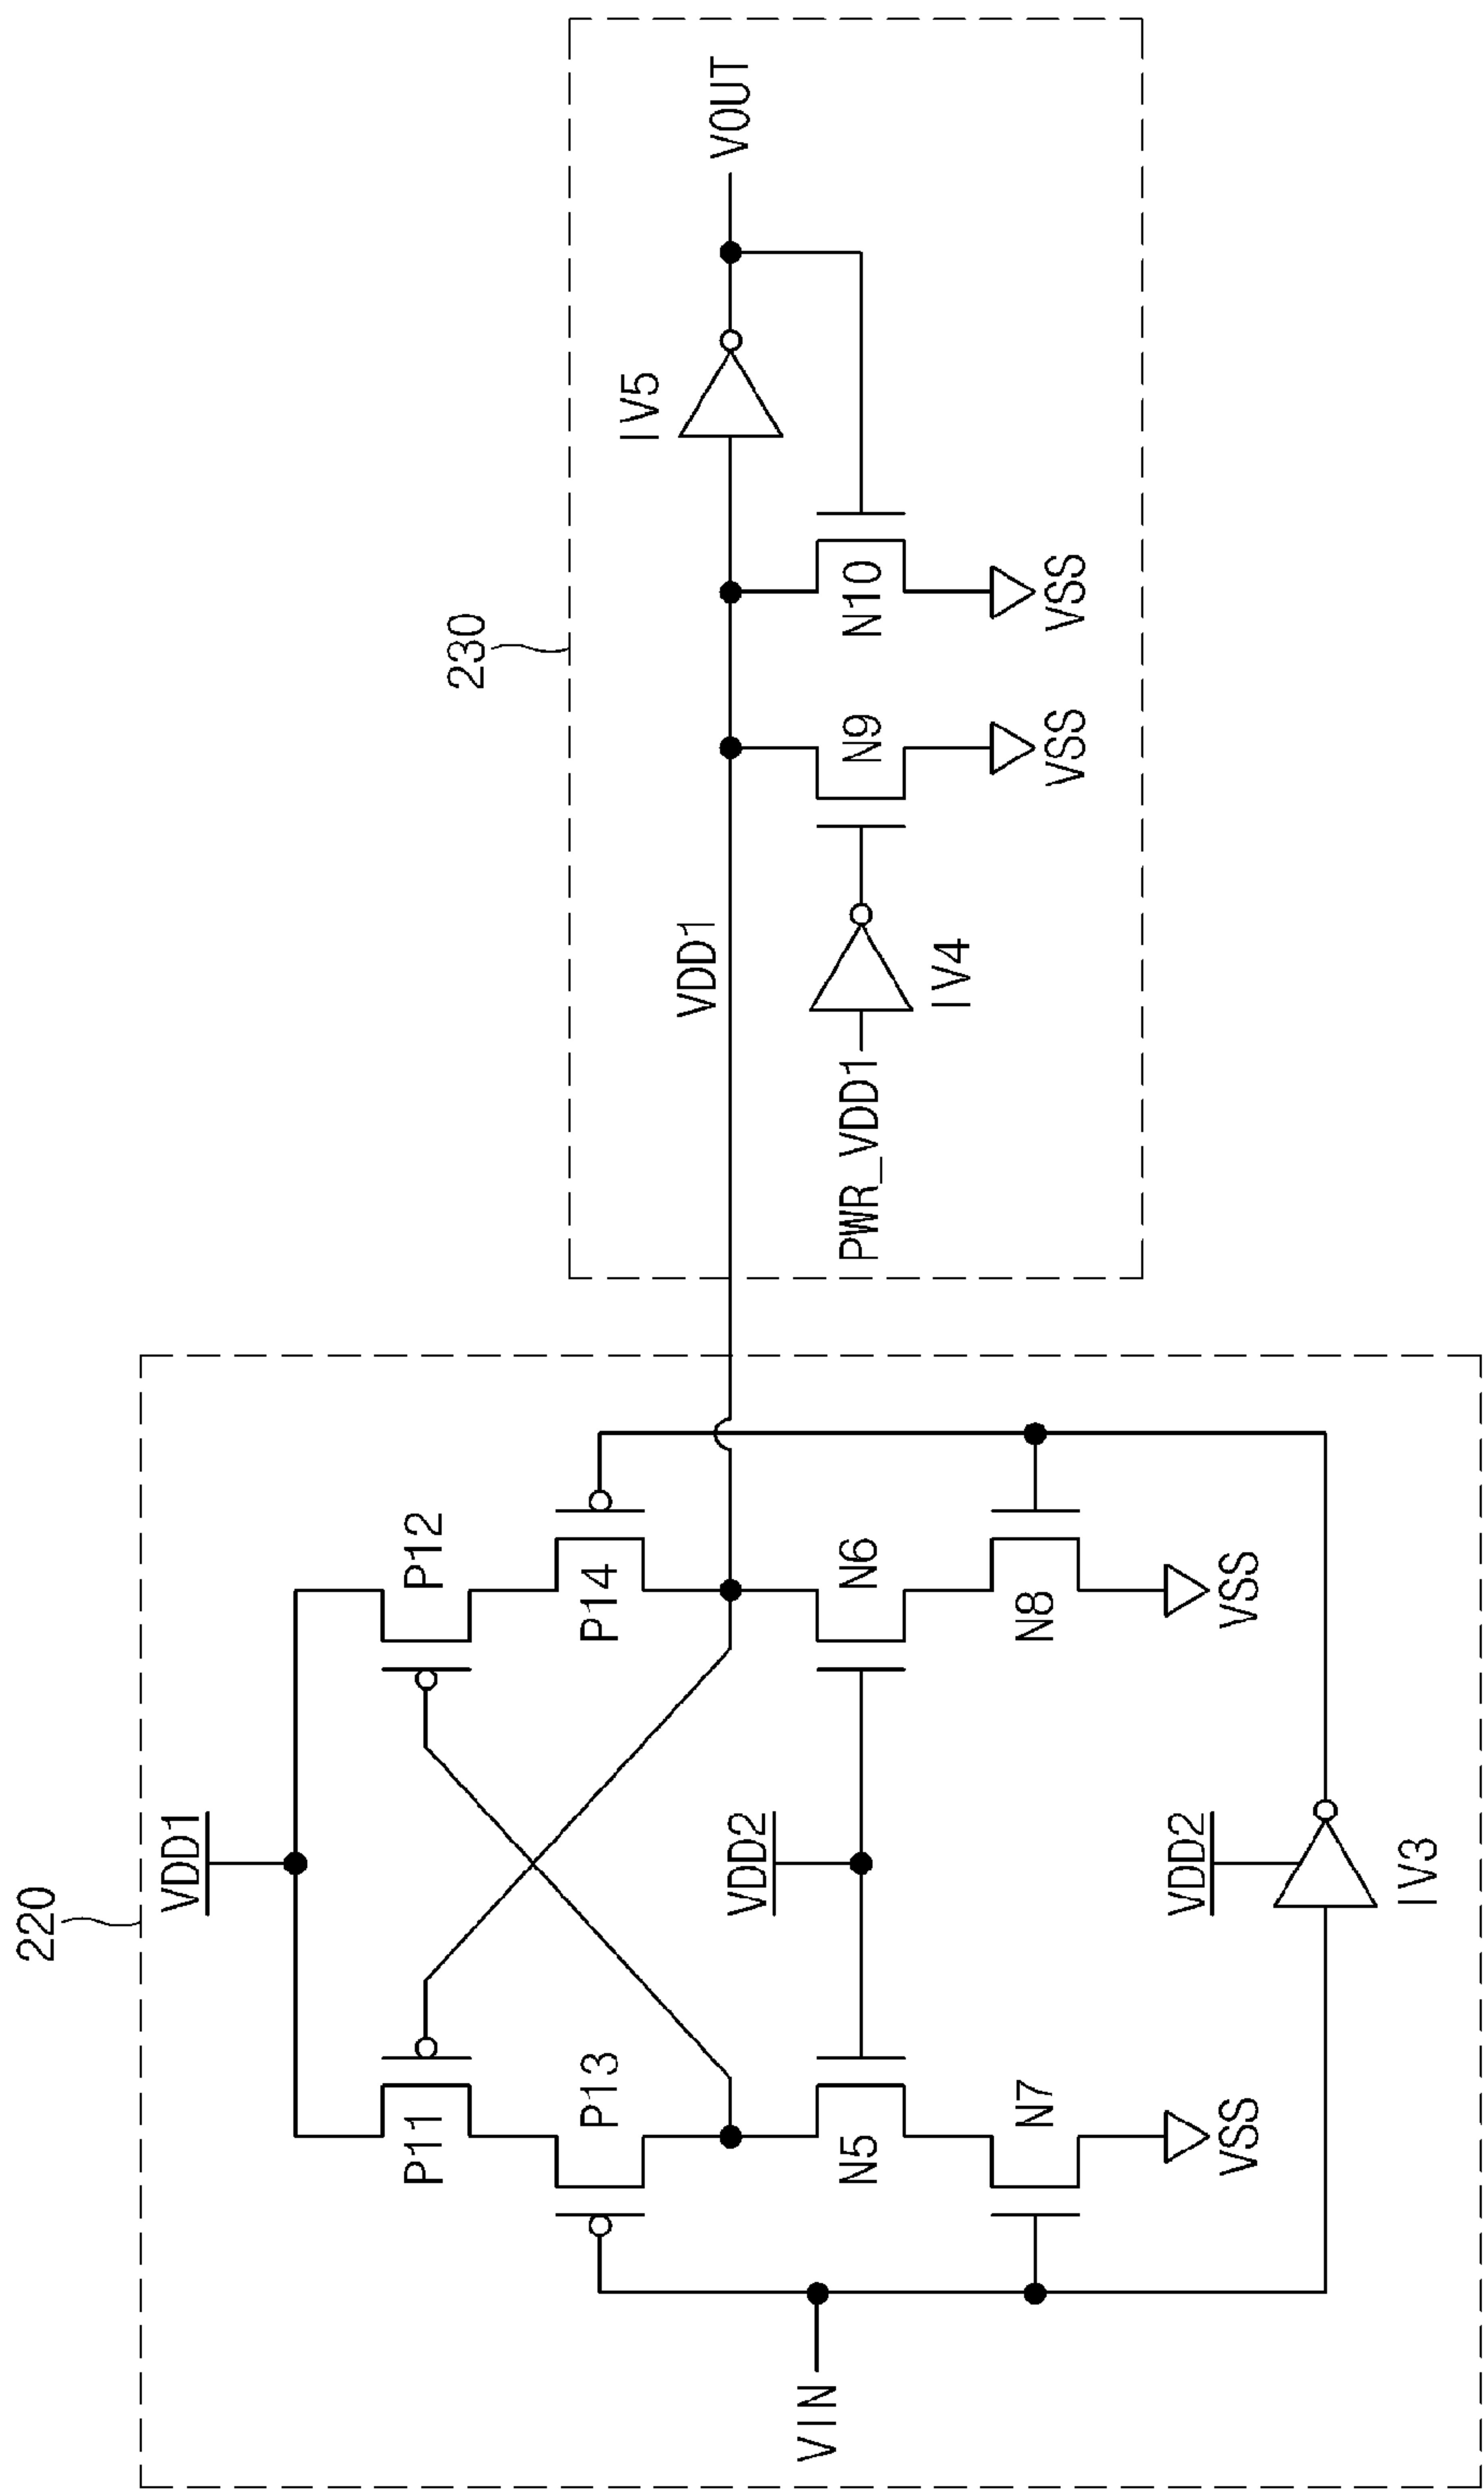 220
VDD1
P11
P12
P13
P14
VIN
VDD2
N5
N6
N7
N8
VSS
VSS
VDD2
IV3
230
VDD1
IV5
VOUT
PWR_VDD1
IV4
N9
N10
VSS
VSS